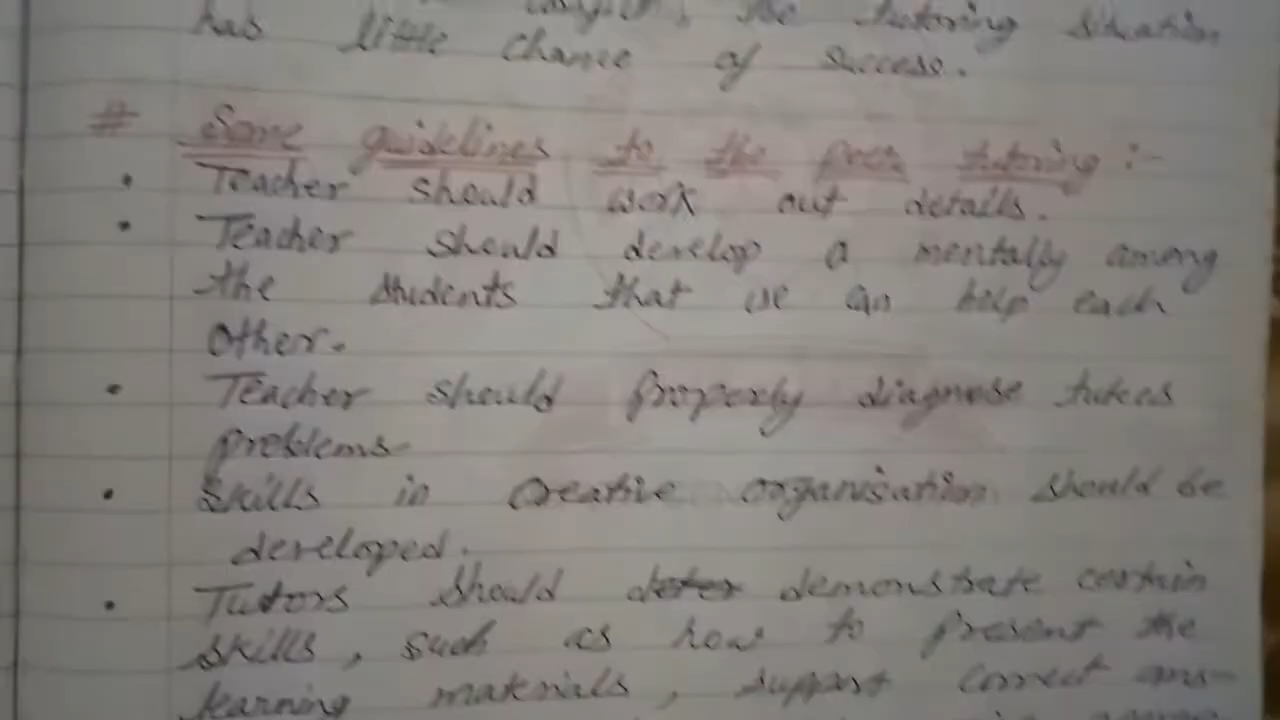 the tutoring situation
has little chance of success.
# Some guidelines to the peer tutoring :-
• Teacher should work out details.
• Teacher should develop a mentally among
the students that we can help each
other.
• Teacher should properly diagnose tutees
problems.
• Skills in creative organisation should be
developed.
• Tutors should deter demonstrate certain
skills, such as how to present the
learning materials, support correct ans-